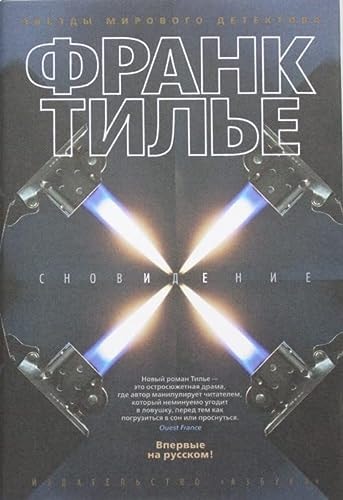 ЗВЕЗДЫ МИРОВОГО ДЕТЕКТИВА
ФРАНК
ТИЛЬЕ
СНОВИДЕНИЕ
Новый роман Тилье —
это остросюжетная драма,
где автор манипулирует читателем,
который неминуемо угодит
в ловушку, перед тем как
погрузиться в сон или проснуться.
Ouest France
Впервые
на русском!
ИЗДАТЕЛЬСТВО «АЗБУКА»